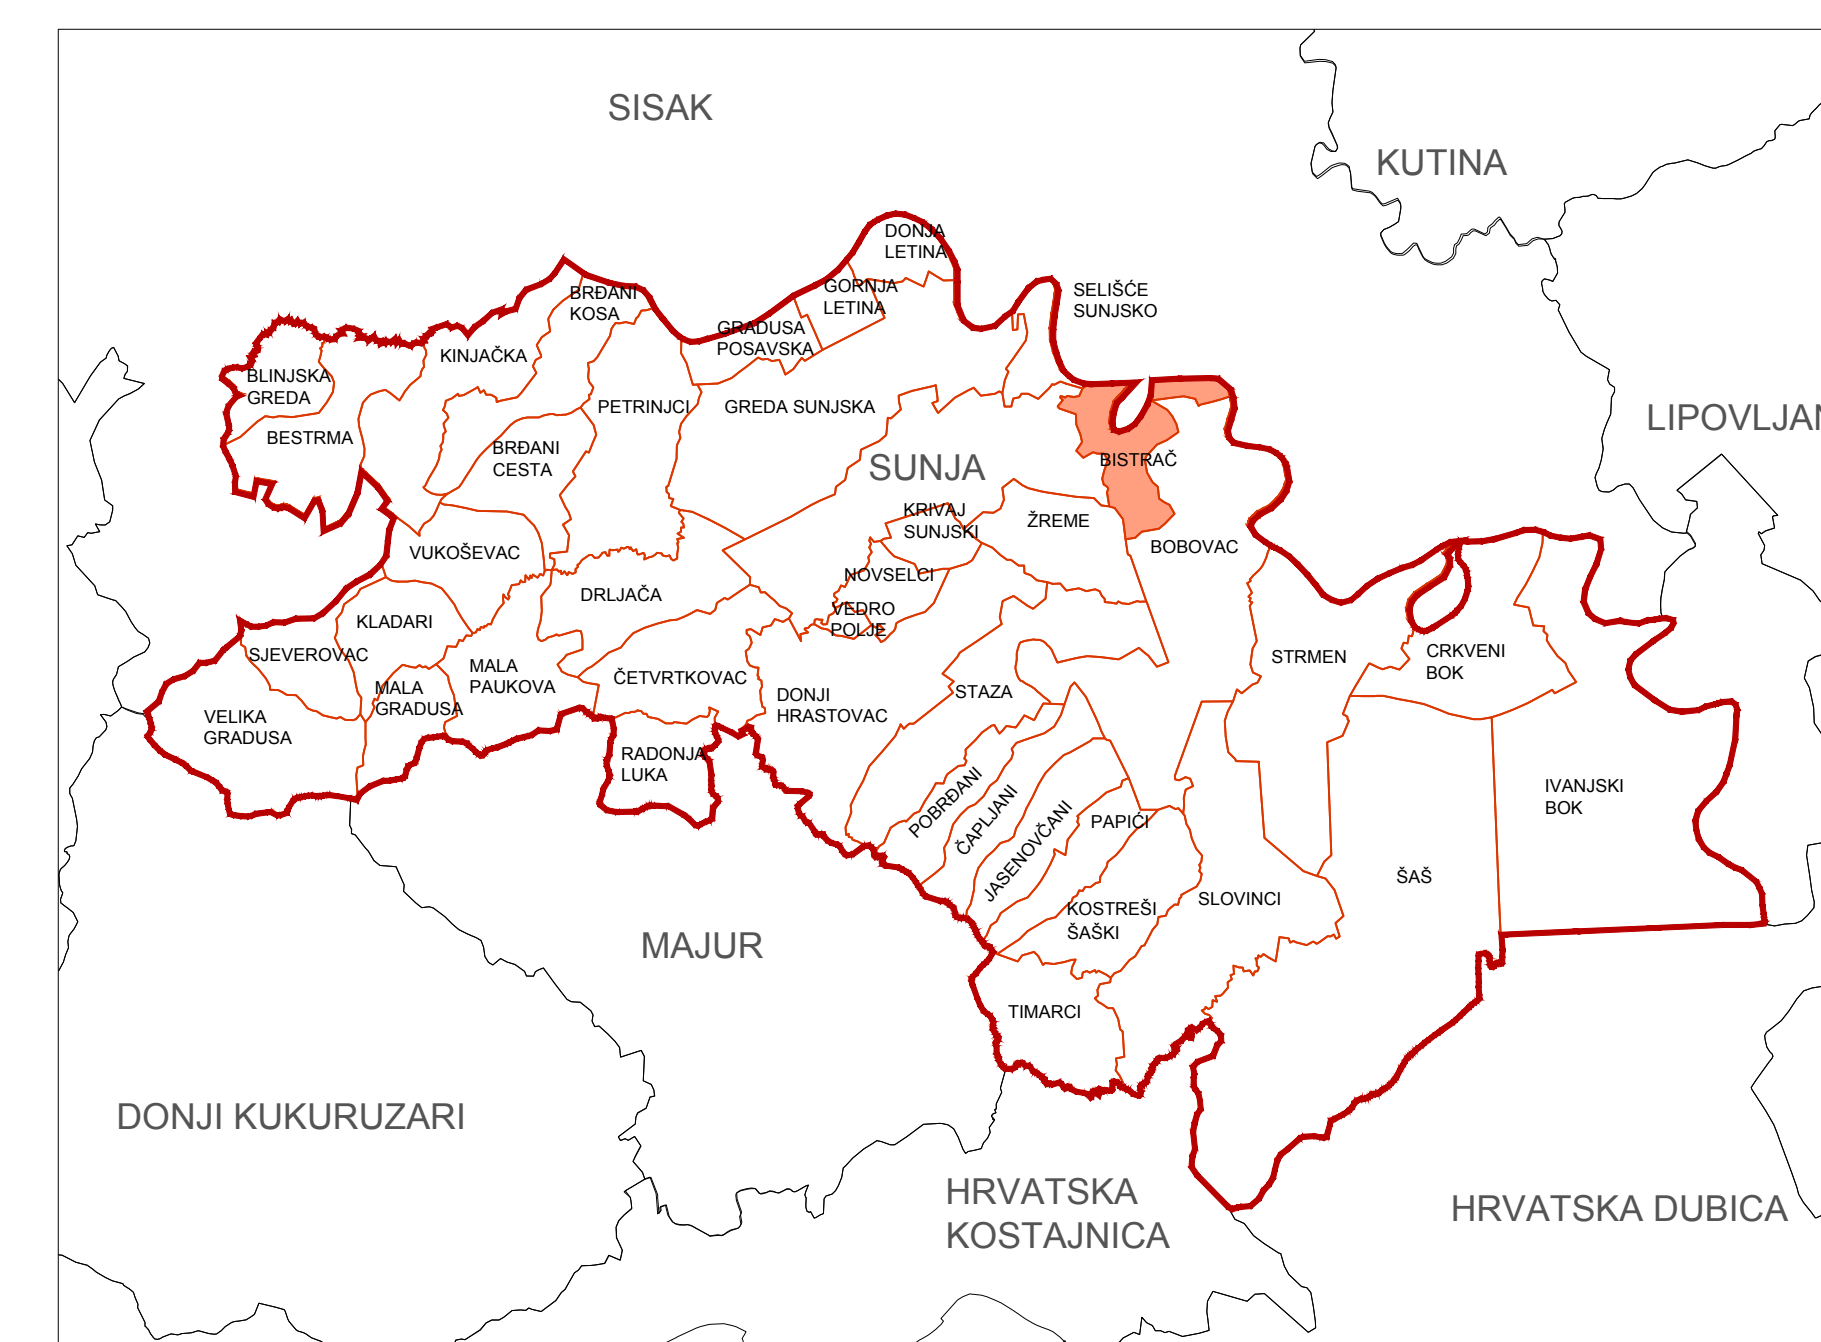 SISAK
KUTINA
DONJA
LETINA
SELIŠĆE
SUNJSKO
BRĐANI
KOSA
GORNJA
LETINA
GRADUSA
POSAVSKA
KINJAČKA
BLINJSKA
GREDA
PETRINJCI
GREDA SUNJSKA
LIPOVLJAN
BESTRMA
BRĐANI
CESTA
SUNJA
BISTRAČ
KRIVAJ
SUNJSKI
ŽREME
VUKOŠEVAC
BOBOVAC
NOVSELCI
DRLJAČA
VEDRO
POLJE
KLADARI
SJEVEROVAC
MALA
PAUKOVA
ČETVRTKOVAC
STRMEN
CRKVENI
BOK
MALA
GRADUSA
DONJI
HRASTOVAC
STAZA
VELIKA
GRADUSA
RADONJA
LUKA
IVANJSKI
BOK
POBRĐANI
ČAPLJANI
JASENOVČANI
PAPIĆI
ŠAŠ
SLOVINCI
KOSTREŠI
ŠAŠKI
MAJUR
TIMARCI
DONJI KUKURUZARI
HRVATSKA
KOSTAJNICA
HRVATSKA DUBICA